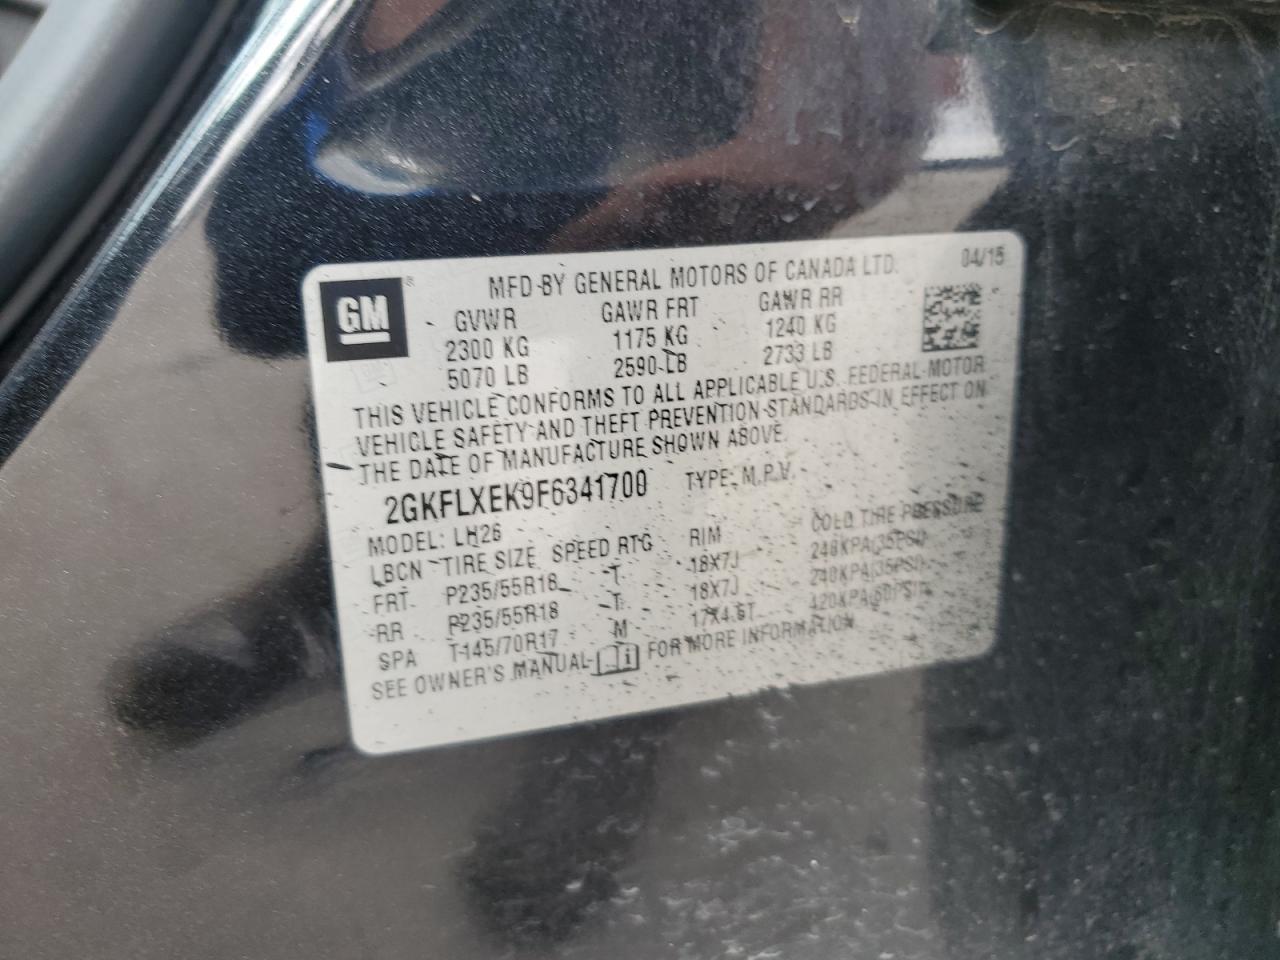 MFD BY GENERAL MOTORS OF CANADA LTD. 04/15
GM ®
GVWR GAWR FRT GAWR RR
2300 KG 1175 KG 1240 KG
5070 LB 2590 LB 2733 LB
THIS VEHICLE CONFORMS TO ALL APPLICABLE U.S. FEDERAL MOTOR
VEHICLE SAFETY AND THEFT PREVENTION STANDARDS IN EFFECT ON
THE DATE OF MANUFACTURE SHOWN ABOVE.
2GKFLXEK9F6341700 TYPE: M.P.V.
MODEL: LH26
LBCN TIRE SIZE SPEED RTG RIM COLD TIRE PRESSURE
FRT P235/55R18 T 18X7J 240KPA(35PSI)
RR P235/55R18 T 18X7J 240KPA(35PSI)
SPA T145/70R17 M 17X4.5T 420KPA(60PSI)
SEE OWNER'S MANUAL FOR MORE INFORMATION